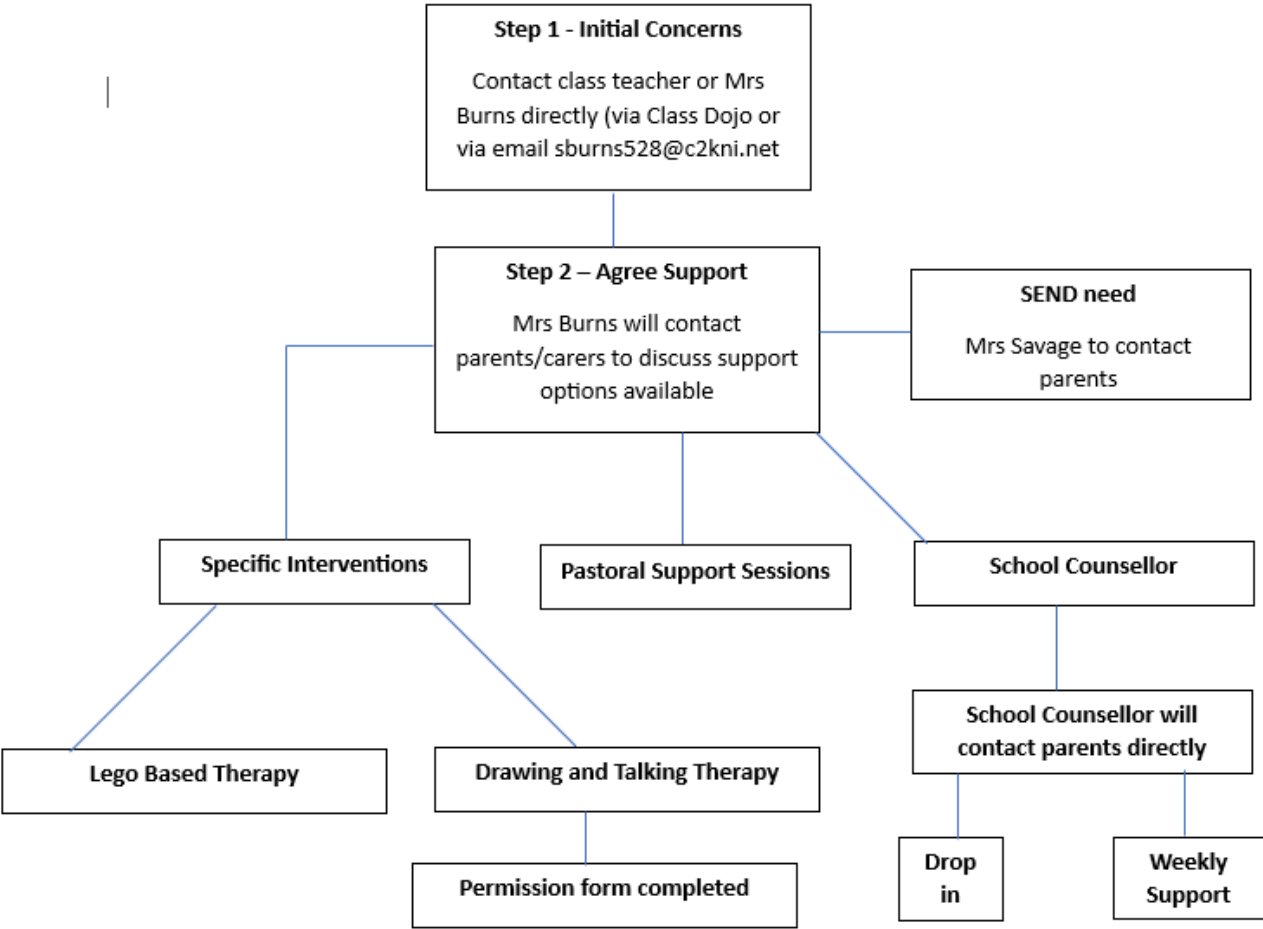 Step 1 - Initial Concerns
Contact class teacher or Mrs
Burns directly (via Class Dojo or
via email sburns528@c2kni.net
Step 2 – Agree Support
Mrs Burns will contact
parents/carers to discuss support
options available
SEND need
Mrs Savage to contact
parents
Specific Interventions
Pastoral Support Sessions
School Counsellor
School Counsellor will
contact parents directly
Lego Based Therapy
Drawing and Talking Therapy
Permission form completed
Drop
in
Weekly
Support